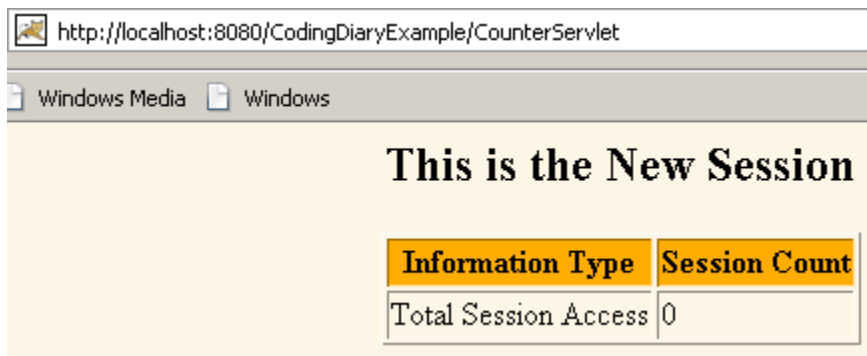 http://localhost:8080/CodingDiaryExample/CounterServlet
Windows Media Windows
This is the New Session
Information Type Session Count
Total Session Access 0